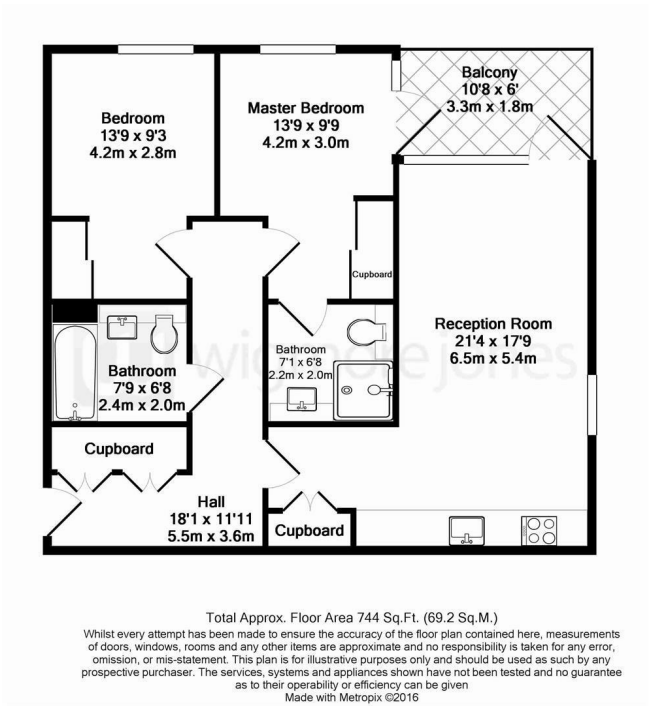 Balcony
10'8 x 6'
3.3m x 1.8m
Bedroom
13'9 x 9'3
4.2m x 2.8m
Master Bedroom
13'9 x 9'9
4.2m x 3.0m
Cupboard
Reception Room
21'4 x 17'9
6.5m x 5.4m
Bathroom
7'9 x 6'8
2.4m x 2.0m
Bathroom
7'1 x 6'8
2.2m x 2.0m
wigmore jones
Cupboard
Hall
18'1 x 11'11
5.5m x 3.6m
Cupboard
Total Approx. Floor Area 744 Sq.Ft. (69.2 Sq.M.)
Whilst every attempt has been made to ensure the accuracy of the floor plan contained here, measurements
of doors, windows, rooms and any other items are approximate and no responsibility is taken for any error,
omission, or mis-statement. This plan is for illustrative purposes only and should be used as such by any
prospective purchaser. The services, systems and appliances shown have not been tested and no guarantee
as to their operability or efficiency can be given
Made with Metropix ©2016